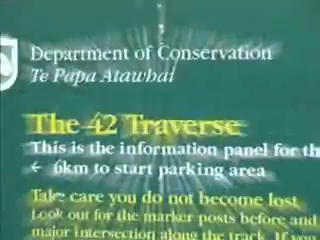 Department of Conservation
Te Papa Atawhai
The 42 Traverse
This is the information panel for th
← 6km to start parking area
Take care you do not become lost
Look out for the marker posts before and
major intersection along the track. If you